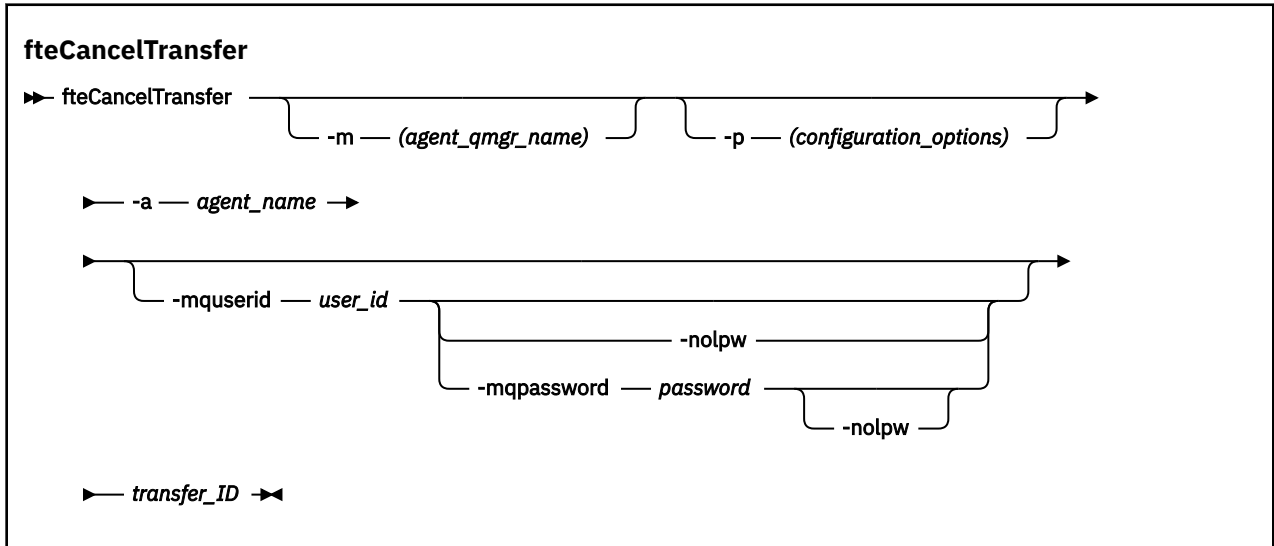 fteCancelTransfer
fteCancelTransfer
-m (agent_qmgr_name) -p (configuration_options)
-a agent_name
-mquserid user_id
-nolpw
-mqpassword password
-nolpw
transfer_ID